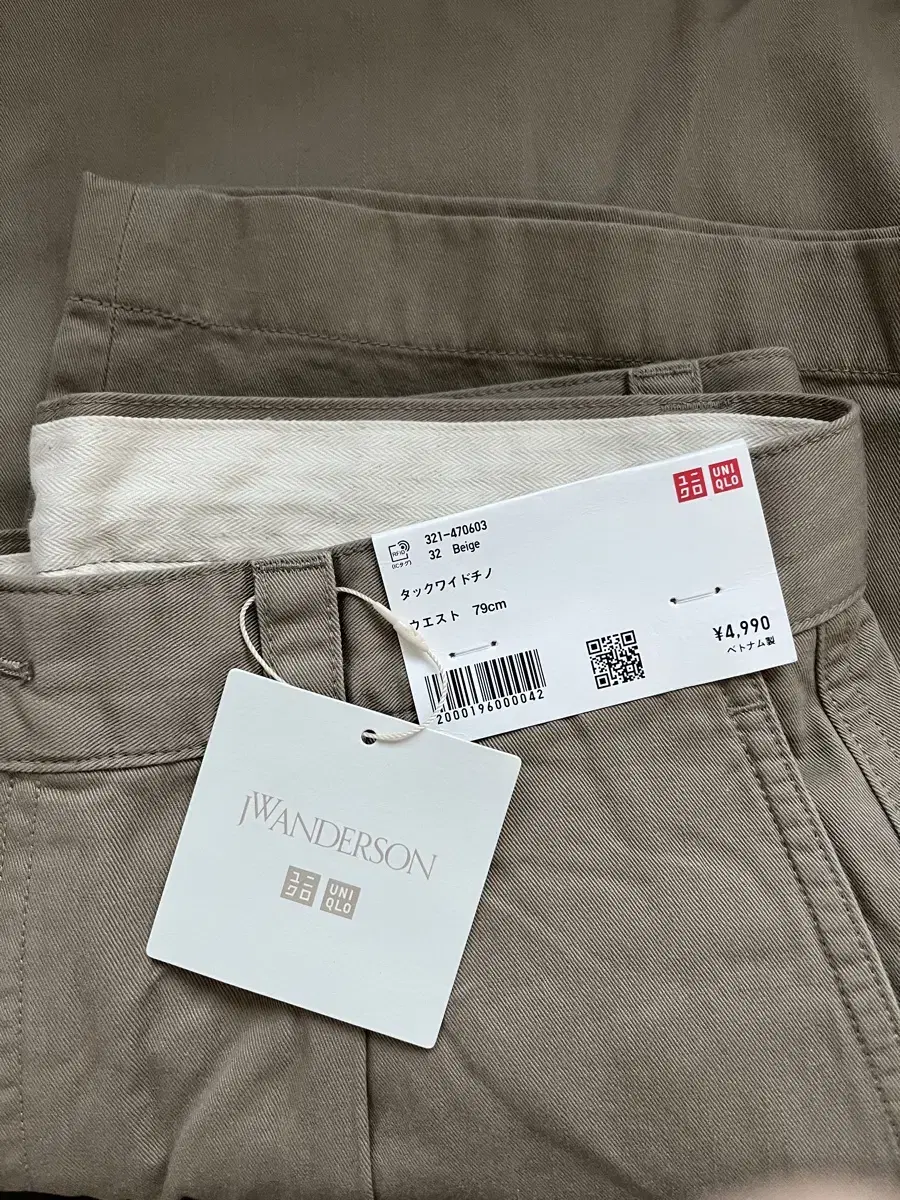 ユニクロ
UNIQLO
321-470603
RFID
(ICタグ)
32 Beige
タックワイドチノ
ウエスト 79cm
¥4,990
ベトナム製
2000196000042
JWANDERSON
ユニクロ
UNIQLO